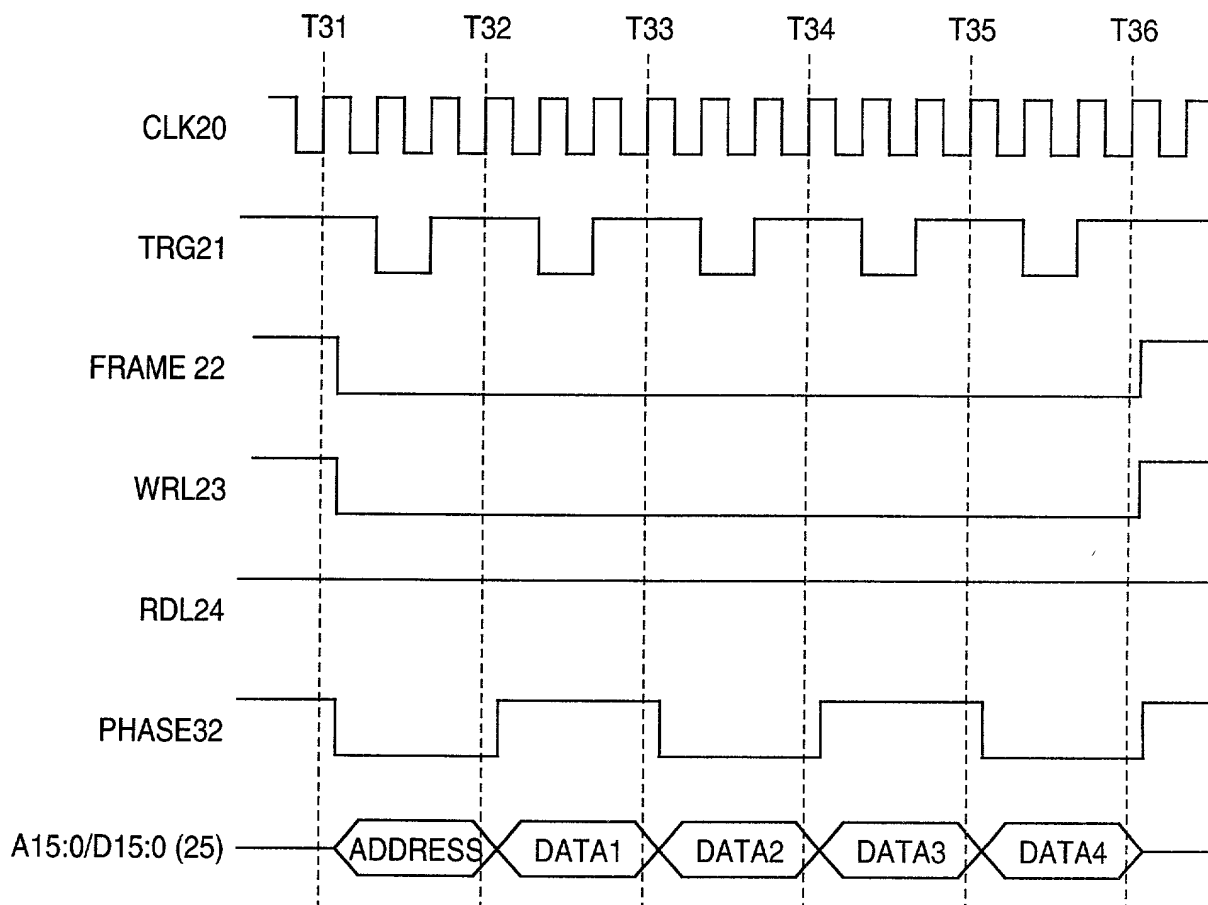 T31 T32 T33 T34 T35 T36
CLK20
TRG21
FRAME 22
WRL23
RDL24
PHASE32
A15:0/D15:0 (25) ADDRESS DATA1 DATA2 DATA3 DATA4